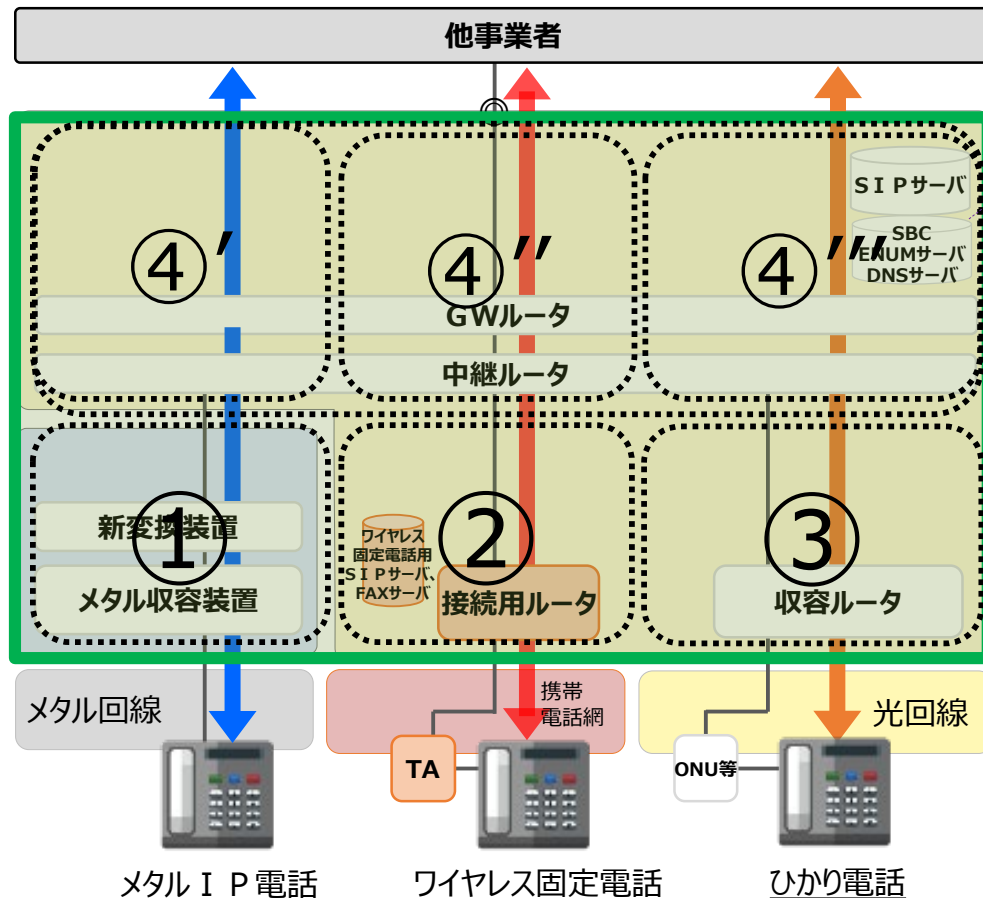 他事業者
SIPサーバ
SBC
ENUMサーバ
DNSサーバ
④′
④′′
④′′′
GWルータ
中継ルータ
①
新変換装置
メタル収容装置
②
ワイヤレス
固定電話用
SIPサーバ、
FAXサーバ
接続用ルータ
③
収容ルータ
メタル回線
携帯
電話網
光回線
TA
ONU等
メタルIP電話
ワイヤレス固定電話
ひかり電話